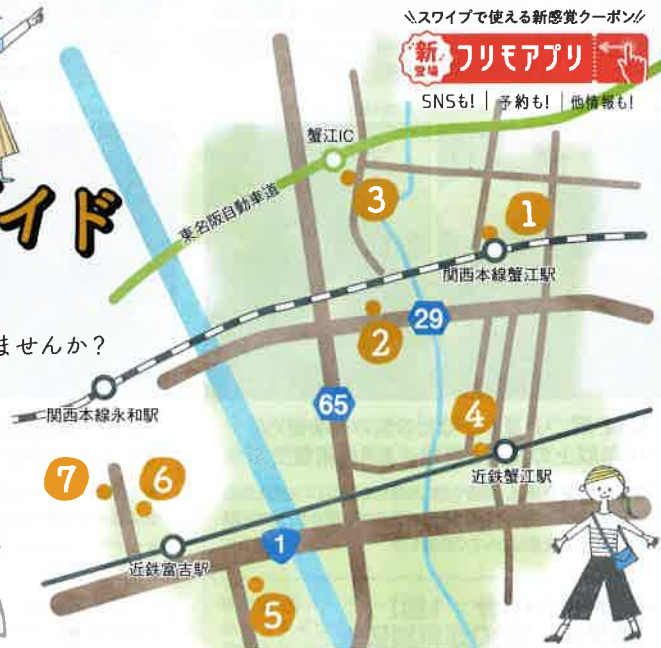 ＼スワイプで使える新感覚クーポン!/
新登場
フリモアプリ
SNSも! | 予約も! | 他情報も!
イド
ませんか？
蟹江IC
東名阪自動車道
3
1
関西本線蟹江駅
29
2
65
関西本線永和駅
4
近鉄蟹江駅
7
6
近鉄富吉駅
1
5